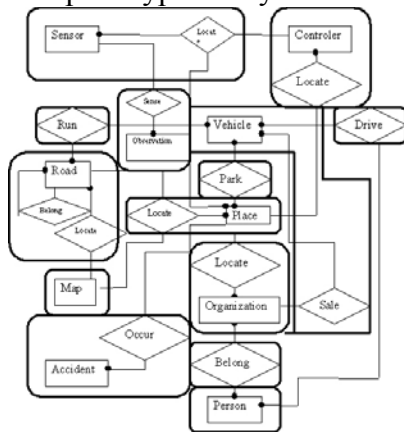 Sensor
Locat
e
Controler
Locate
Sense
Run
Vehicle
Drive
Observation
Road
Park
Belong
Locate
Place
Locate
Locate
Map
Organization
Sale
Occur
Accident
Belong
Person